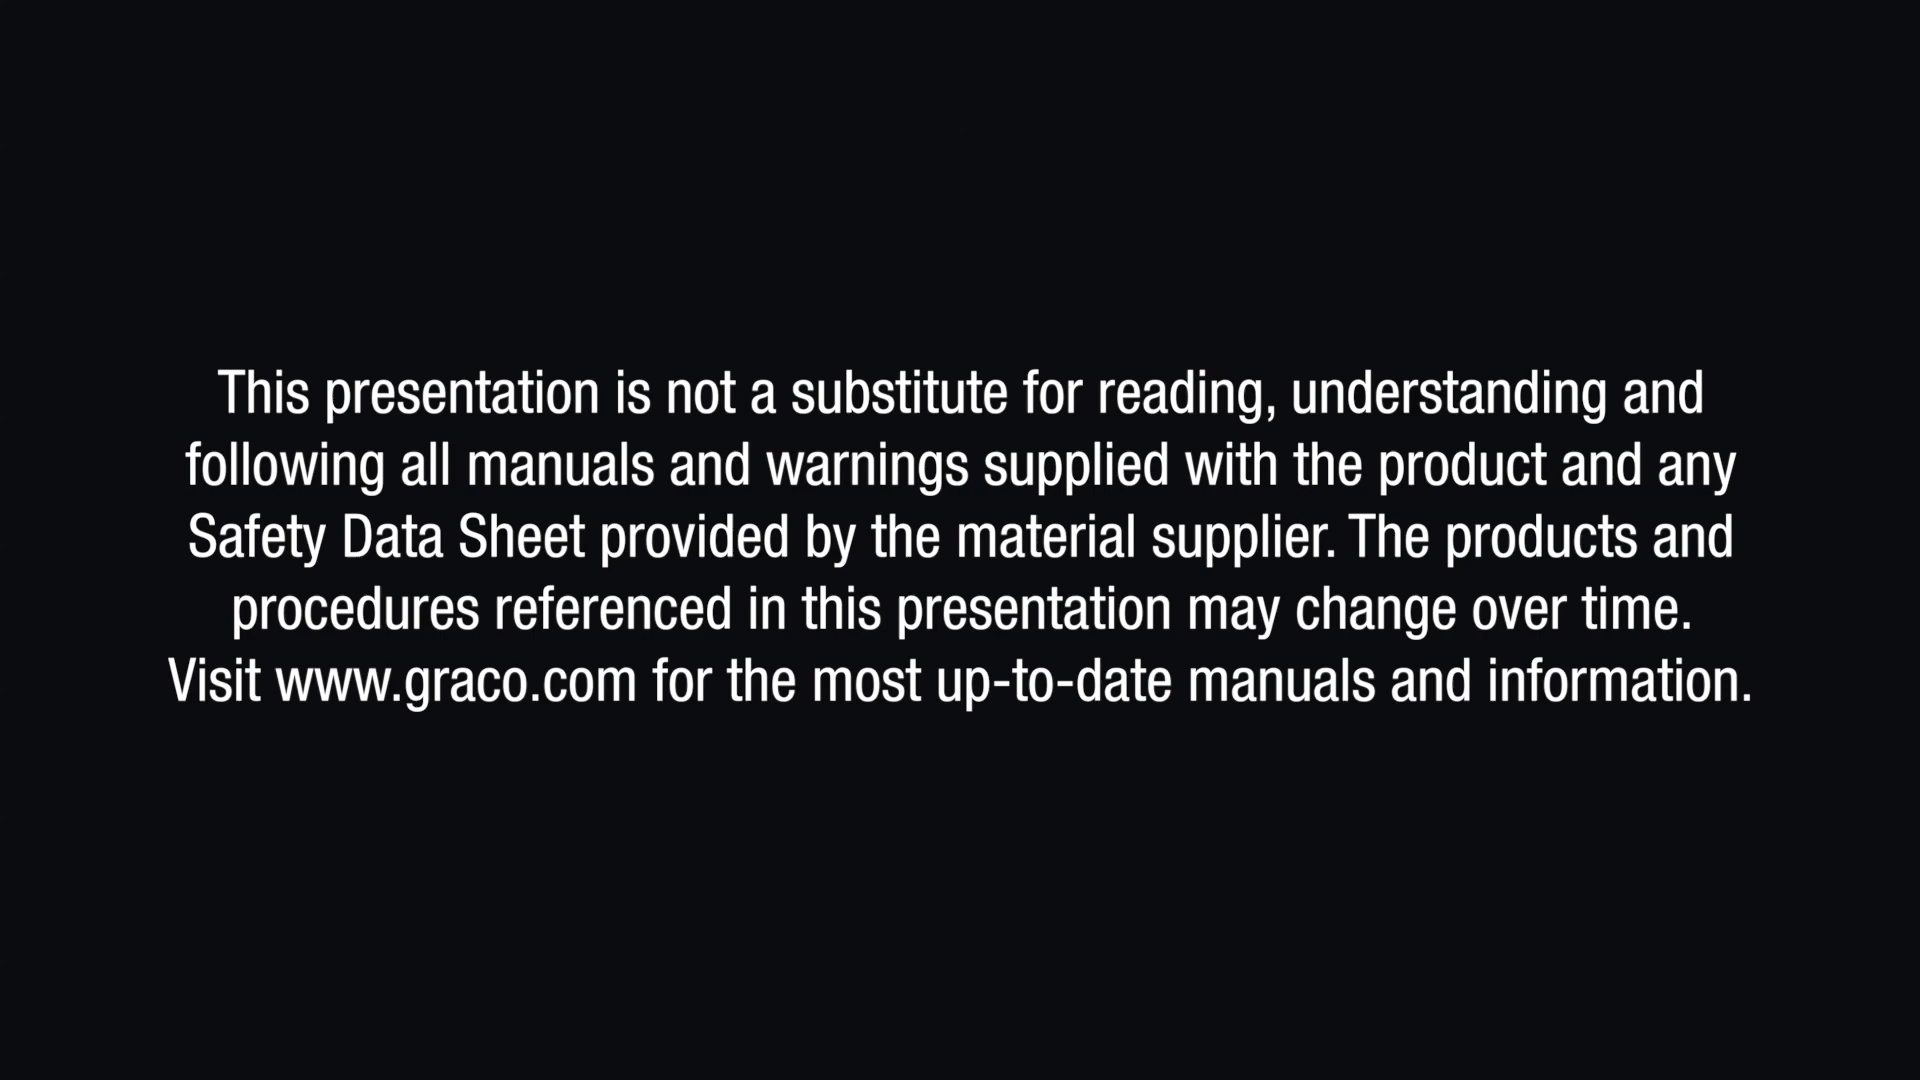 This presentation is not a substitute for reading, understanding and
following all manuals and warnings supplied with the product and any
Safety Data Sheet provided by the material supplier. The products and
procedures referenced in this presentation may change over time.
Visit www.graco.com for the most up-to-date manuals and information.